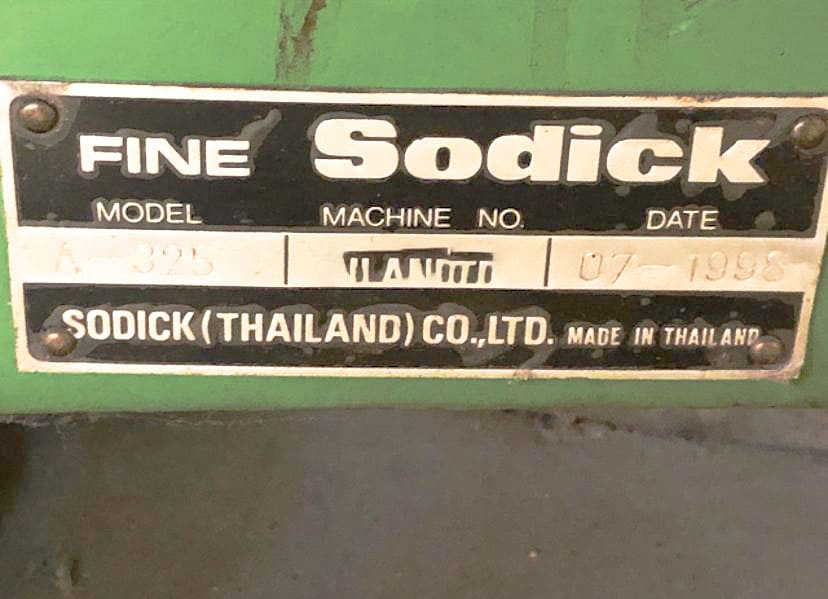 FINE Sodick
MODEL MACHINE NO. DATE
A-325 07-1998
SODICK (THAILAND) CO.,LTD. MADE IN THAILAND